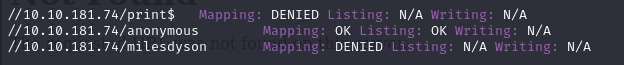 //10.10.181.74/print$ Mapping: DENIED Listing: N/A Writing: N/A
//10.10.181.74/anonymous Mapping: OK Listing: OK Writing: N/A
//10.10.181.74/milesdyson Mapping: DENIED Listing: N/A Writing: N/A